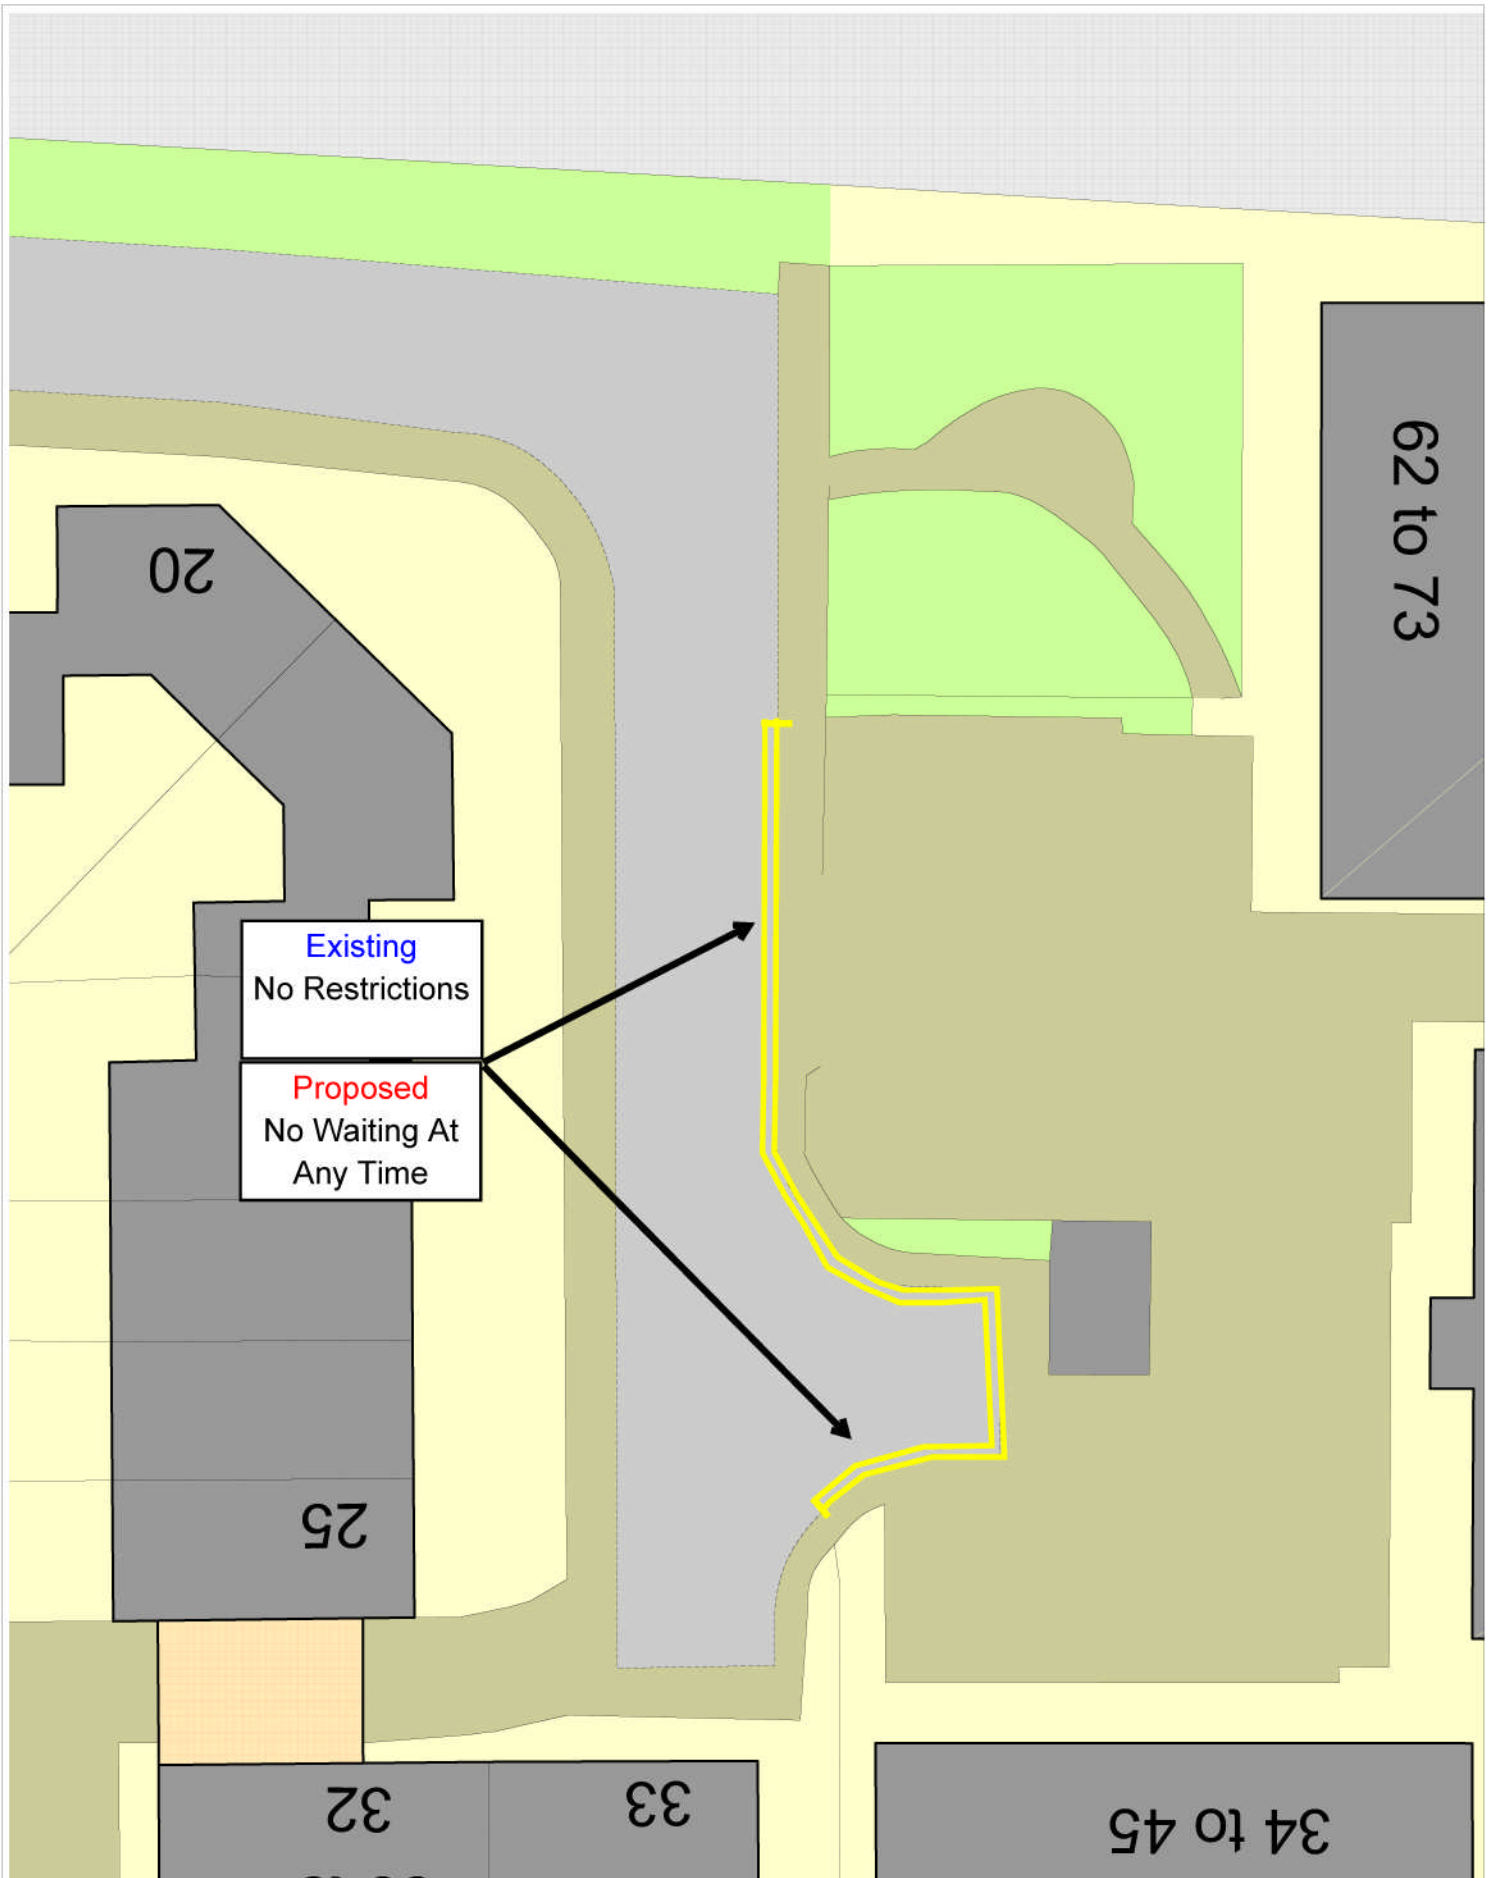 62 to 73
20
Existing
No Restrictions
Proposed
No Waiting At
Any Time
25
32
33
34 to 45